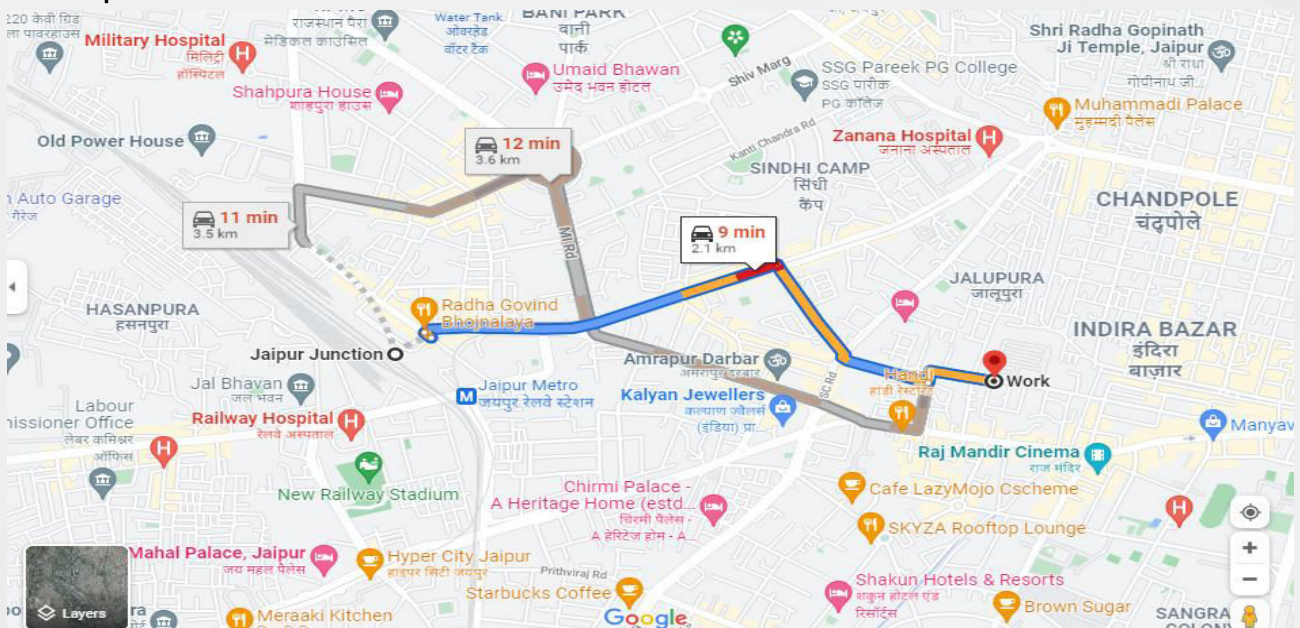 220 केवी ग्रिड
ला पावरहाउस
Military Hospital
मिलिट्री
हॉस्पिटल
राजस्थान पैरा
मेडिकल काउंसिल
Water Tank
ओवरहेड
वॉटर टैंक
BANI PARK
बानी
पार्क
Shri Radha Gopinath
Ji Temple, Jaipur
श्री राधा
गोपीनाथ जी...
Umaid Bhawan
उमेद भवन होटल
Shiv Marg
SSG Pareek PG College
SSG पारीक
PG कॉलेज
Shahpura House
शाहपुरा हाउस
Muhammadi Palace
मुहम्मदी पैलेस
Old Power House
12 min
3.6 km
Kanti Chandra Rd
Zanana Hospital
जनाना अस्पताल
SINDHI CAMP
सिंधी
कैंप
Auto Garage
गैरेज
11 min
3.5 km
MI Rd
9 min
2.1 km
CHANDPOLE
चंद्पोले
JALUPURA
जालूपुरा
HASANPURA
हसनपुरा
Radha Govind
Bhojnalaya
INDIRA BAZAR
इंदिरा
बाज़ार
Jaipur Junction
Amrapur Darbar
अमरापुर दरबार
SC Rd
Handi
हांडी रेस्टोरेंट
Work
Jal Bhavan
जल भवन
Jaipur Metro
जयपुर रेलवे स्टेशन
M
Kalyan Jewellers
कल्याण ज्वैलर्स
(इंडिया) प्रा...
Labour
missioner Office
लेबर कमिश्नर
ऑफिस
Railway Hospital
रेलवे अस्पताल
Manyav
Raj Mandir Cinema
राज मंदिर
New Railway Stadium
Chirmi Palace -
A Heritage Home (estd...
चिरमी पैलेस -
A हेरिटेज होम - A...
Cafe LazyMojo Cscheme
SKYZA Rooftop Lounge
Mahal Palace, Jaipur
जय महल पैलेस
Hyper City Jaipur
हाइपर सिटी जयपुर
Prithviraj Rd
Starbucks Coffee
Shakun Hotels & Resorts
शकुन होटल एंड
रिसॉर्ट्स
Layers
Meraaki Kitchen
Google
Brown Sugar
SANGRA